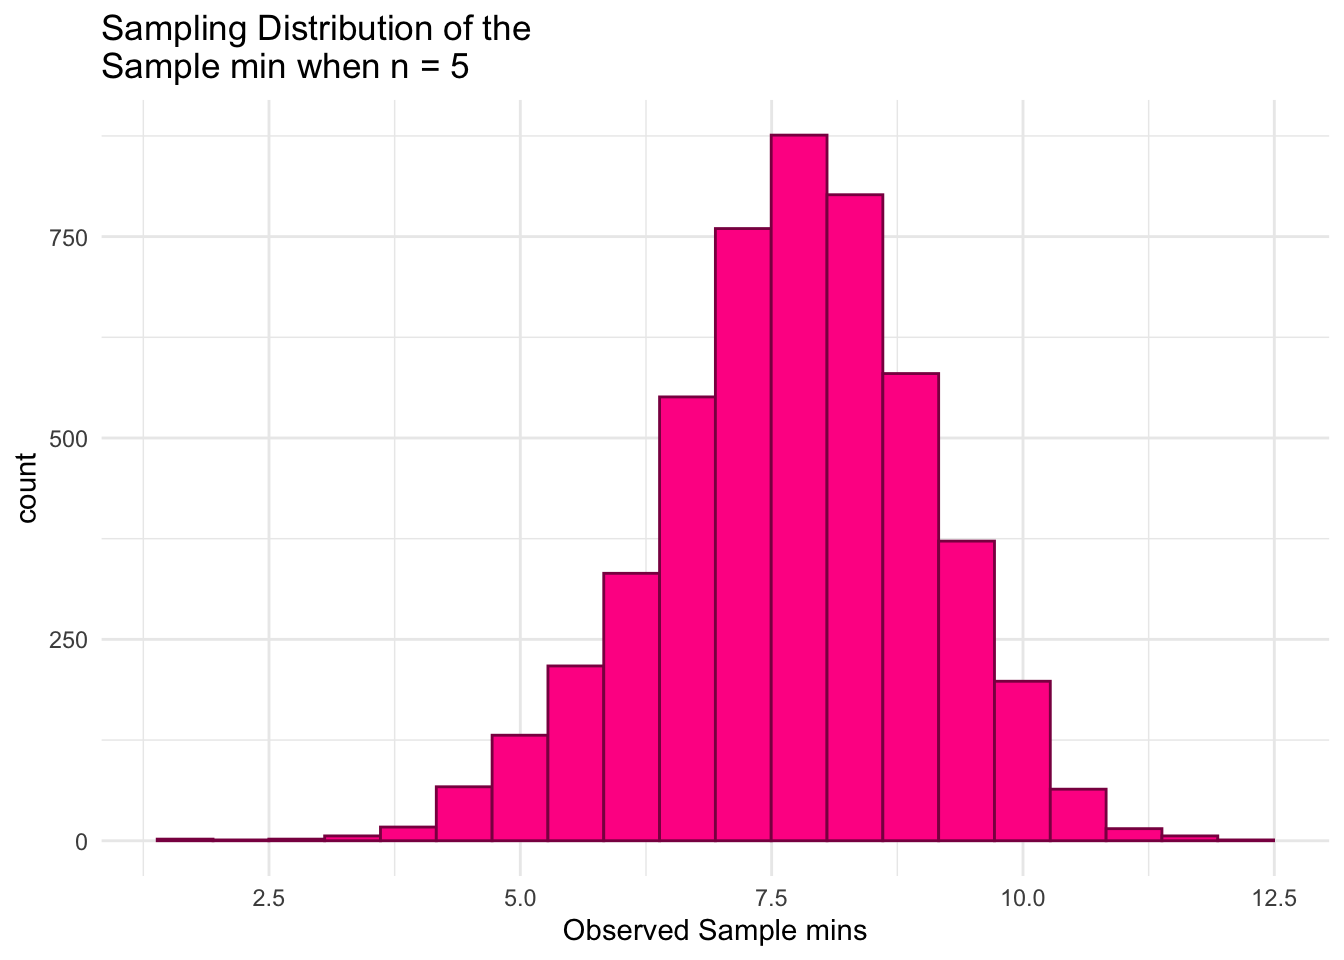 Sampling Distribution of the
Sample min when n = 5
750
500
250
0
count
2.5 5.0 7.5 10.0 12.5
Observed Sample mins